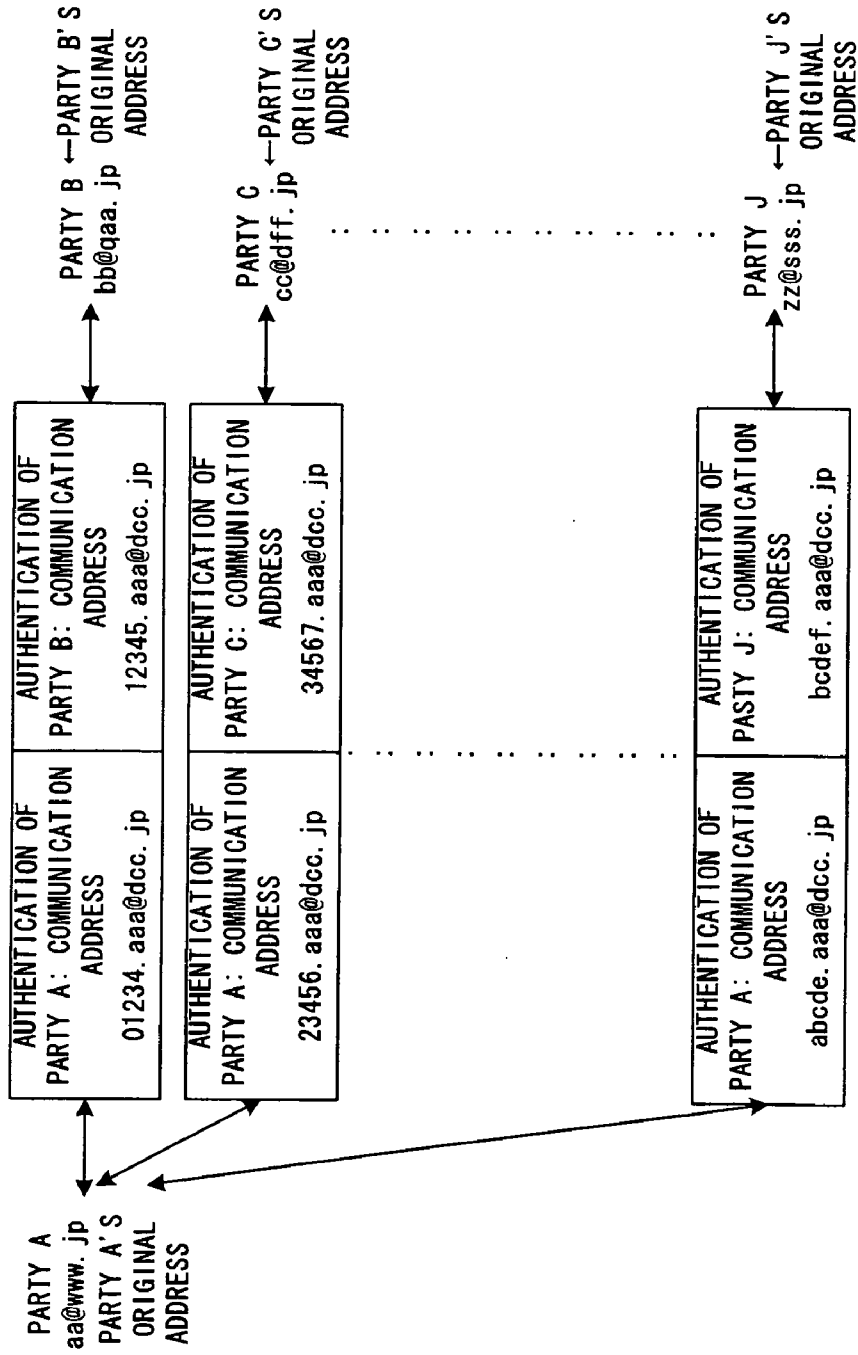 PARTY A
aa@www.jp
PARTY A'S
ORIGINAL
ADDRESS
AUTHENTICATION OF
PARTY A: COMMUNICATION
ADDRESS
01234.aaa@dcc.jp
AUTHENTICATION OF
PARTY B: COMMUNICATION
ADDRESS
12345.aaa@dcc.jp
PARTY B ←PARTY B'S
bb@qaa.jp ORIGINAL
ADDRESS
AUTHENTICATION OF
PARTY A: COMMUNICATION
ADDRESS
23456.aaa@dcc.jp
AUTHENTICATION OF
PARTY C: COMMUNICATION
ADDRESS
34567.aaa@dcc.jp
PARTY C ←PARTY C'S
cc@dff.jp ORIGINAL
ADDRESS
AUTHENTICATION OF
PARTY A: COMMUNICATION
ADDRESS
abcde.aaa@dcc.jp
AUTHENTICATION OF
PASTY J: COMMUNICATION
ADDRESS
bcdef.aaa@dcc.jp
PARTY J ←PARTY J'S
zz@sss.jp ORIGINAL
ADDRESS